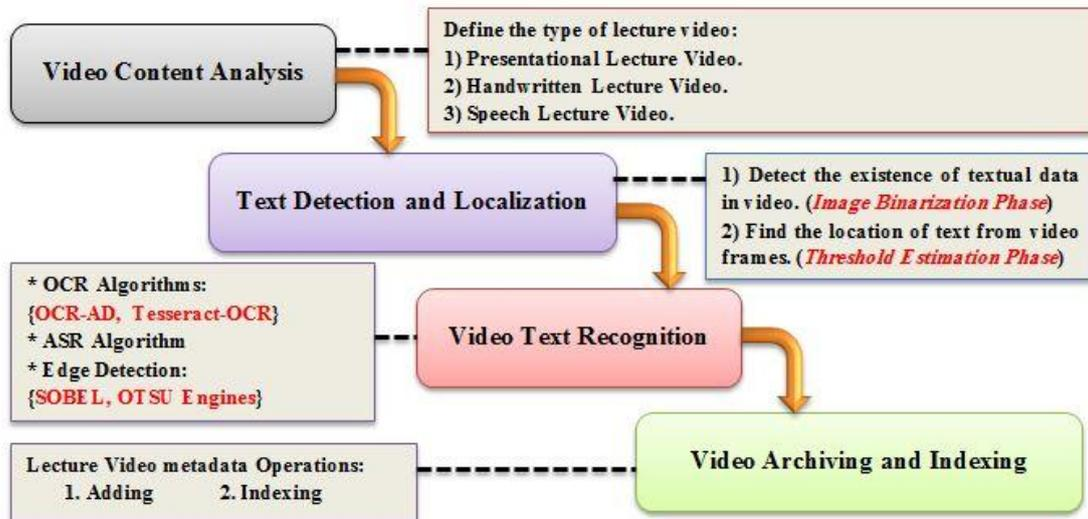 Video Content Analysis
Define the type of lecture video:
1) Presentational Lecture Video.
2) Handwritten Lecture Video.
3) Speech Lecture Video.
Text Detection and Localization
1) Detect the existence of textual data
in video. (Image Binarization Phase)
2) Find the location of text from video
frames. (Threshold Estimation Phase)
* OCR Algorithms:
{OCR-AD, Tesseract-OCR}
* ASR Algorithm
* Edge Detection:
{SOBEL, OTSU Engines}
Video Text Recognition
Lecture Video metadata Operations:
1. Adding 2. Indexing
Video Archiving and Indexing